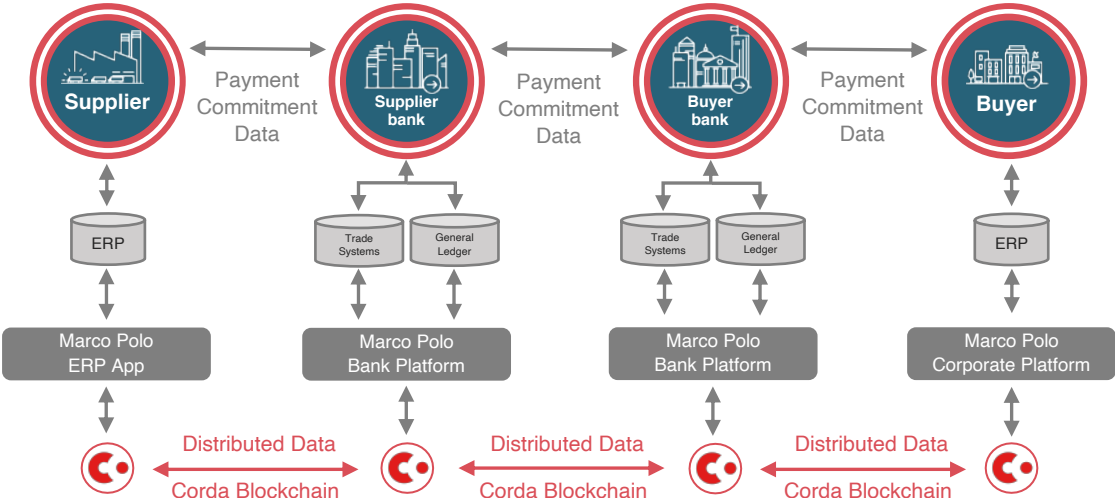 Supplier
Payment
Commitment
Data
Supplier
bank
Payment
Commitment
Data
Buyer
bank
Payment
Commitment
Data
Buyer
ERP
Trade
Systems
General
Ledger
Trade
Systems
General
Ledger
ERP
Marco Polo
ERP App
Marco Polo
Bank Platform
Marco Polo
Bank Platform
Marco Polo
Corporate Platform
Distributed Data
Corda Blockchain
Distributed Data
Corda Blockchain
Distributed Data
Corda Blockchain